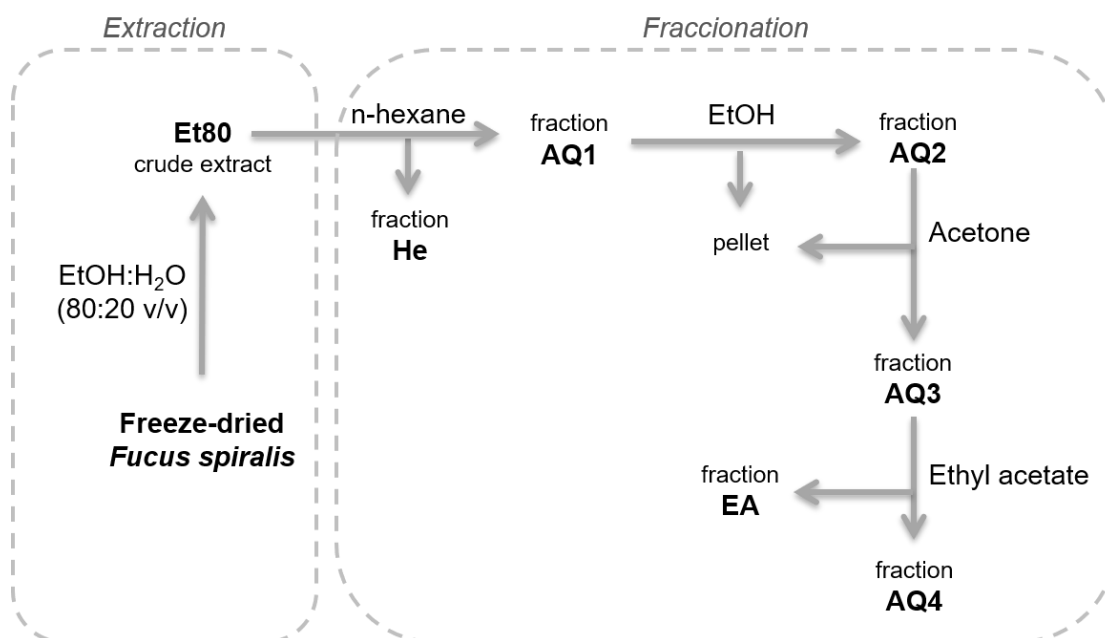 Extraction
Fraccionation
Et80
crude extract
EtOH:H₂O
(80:20 v/v)
Freeze-dried
Fucus spiralis
n-hexane
fraction
He
fraction
AQ1
EtOH
pellet
fraction
AQ2
Acetone
fraction
AQ3
Ethyl acetate
fraction
EA
fraction
AQ4